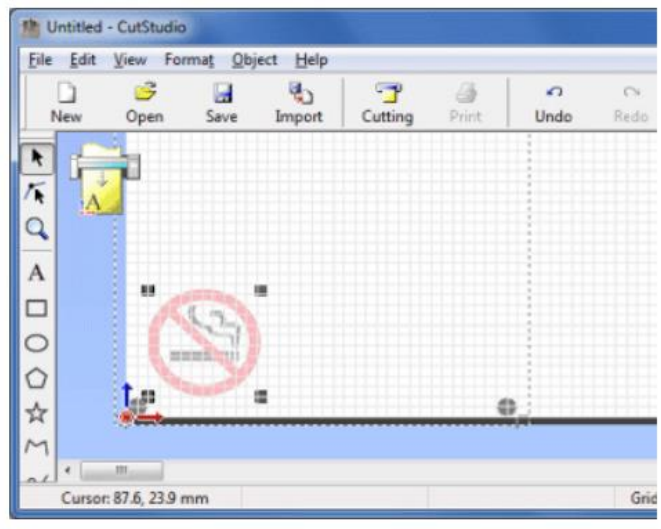 Untitled - CutStudio
File Edit View Format Object Help
New Open Save Import Cutting Print Undo Redo
A
A
Cursor: 87.6, 23.9 mm Grid